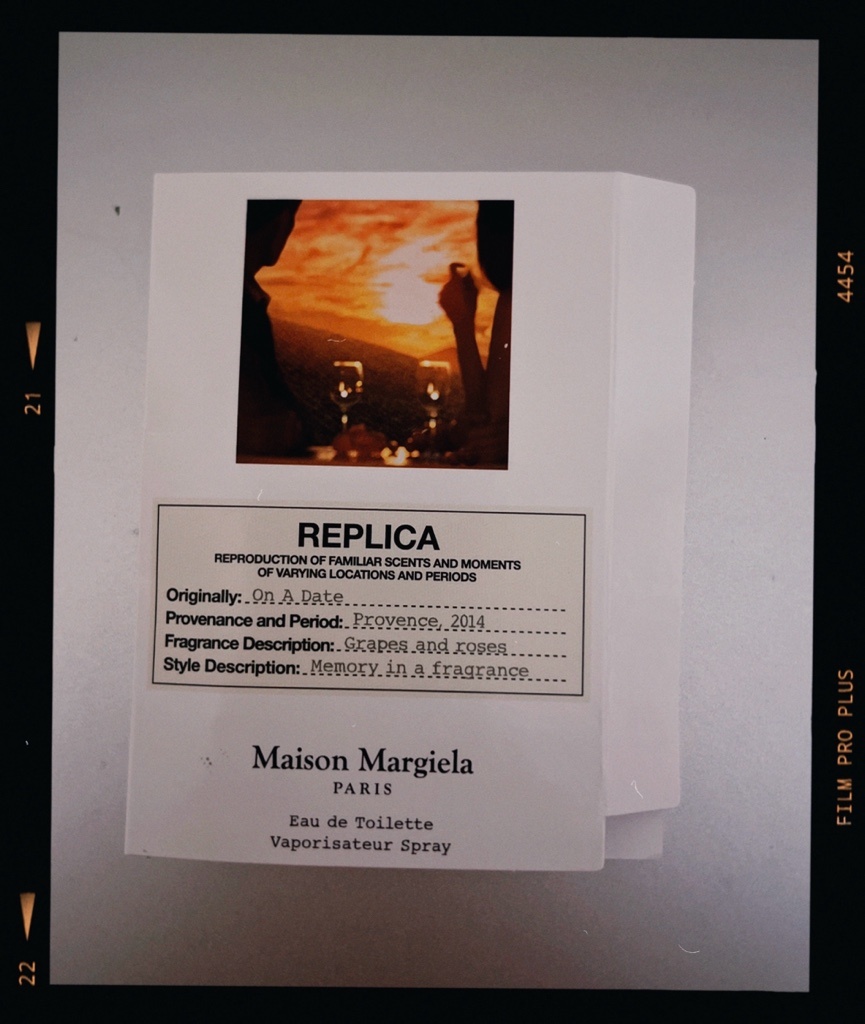 REPLICA
REPRODUCTION OF FAMILIAR SCENTS AND MOMENTS
OF VARYING LOCATIONS AND PERIODS
Originally: On A Date
Provenance and Period: Provence, 2014
Fragrance Description: Grapes and roses
Style Description: Memory in a fragrance
Maison Margiela
PARIS
Eau de Toilette
Vaporisateur Spray
21
22
4454
FILM PRO PLUS